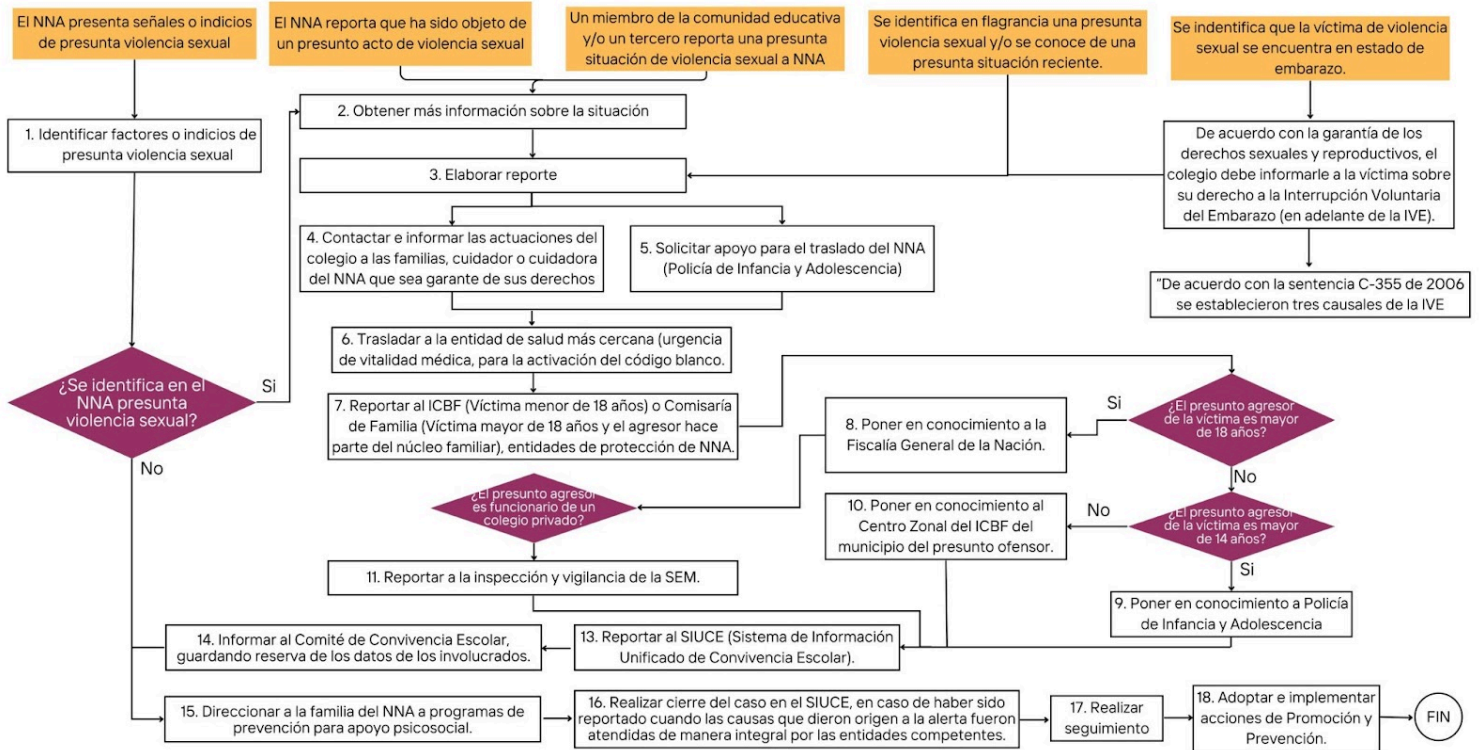 El NNA presenta señales o indicios
de presunta violencia sexual
El NNA reporta que ha sido objeto de
un presunto acto de violencia sexual
Un miembro de la comunidad educativa
y/o un tercero reporta una presunta
situación de violencia sexual a NNA
Se identifica en flagrancia una presunta
violencia sexual y/o se conoce de una
presunta situación reciente.
Se indentifica que la víctima de violencia
sexual se encuentra en estado de
embarazo.
1. Identificar factores o indicios de
presunta violencia sexual
2. Obtener más información sobre la situación
De acuerdo con la garantía de los
derechos sexuales y reproductivos, el
colegio debe informarle a la víctima sobre
su derecho a la Interrupción Voluntaria
del Embarazo (en adelante de la IVE).
3. Elaborar reporte
4. Contactar e informar las actuaciones del
colegio a las familias, cuidador o cuidadora
del NNA que sea garante de sus derechos
5. Solicitar apoyo para el traslado del NNA
(Policía de Infancia y Adolescencia)
"De acuerdo con la sentencia C-355 de 2006
se establecieron tres causales de la IVE
6. Trasladar a la entidad de salud más cercana (urgencia
de vitalidad médica, para la activación del código blanco.
¿Se identifica en el
NNA presunta
violencia sexual?
Si
No
7. Reportar al ICBF (Víctima menor de 18 años) o Comisaría
de Familia (Víctima mayor de 18 años y el agresor hace
parte del núcleo familiar), entidades de protección de NNA.
¿El presunto agresor
de la víctima es mayor
de 18 años?
Si
No
8. Poner en conocimiento a la
Fiscalía General de la Nación.
¿El presunto agresor
es funcionario de un
colegio privado?
10. Poner en conocimiento al
Centro Zonal del ICBF del
municipio del presunto ofensor.
No
¿El presunto agresor
de la víctima es mayor
de 14 años?
Si
11. Reportar a la inspección y vigilancia de la SEM.
9. Poner en conocimiento a Policía
de Infancia y Adolescencia
14. Informar al Comité de Convivencia Escolar,
guardando reserva de los datos de los involucrados.
13. Reportar al SIUCE (Sistema de Información
Unificado de Convivencia Escolar).
15. Direccionar a la familia del NNA a programas de
prevención para apoyo psicosocial.
16. Realizar cierre del caso en el SIUCE, en caso de haber sido
reportado cuando las causas que dieron origen a la alerta fueron
atendidas de manera integral por las entidades competentes.
17. Realizar
seguimiento
18. Adoptar e implementar
acciones de Promoción y
Prevención.
FIN